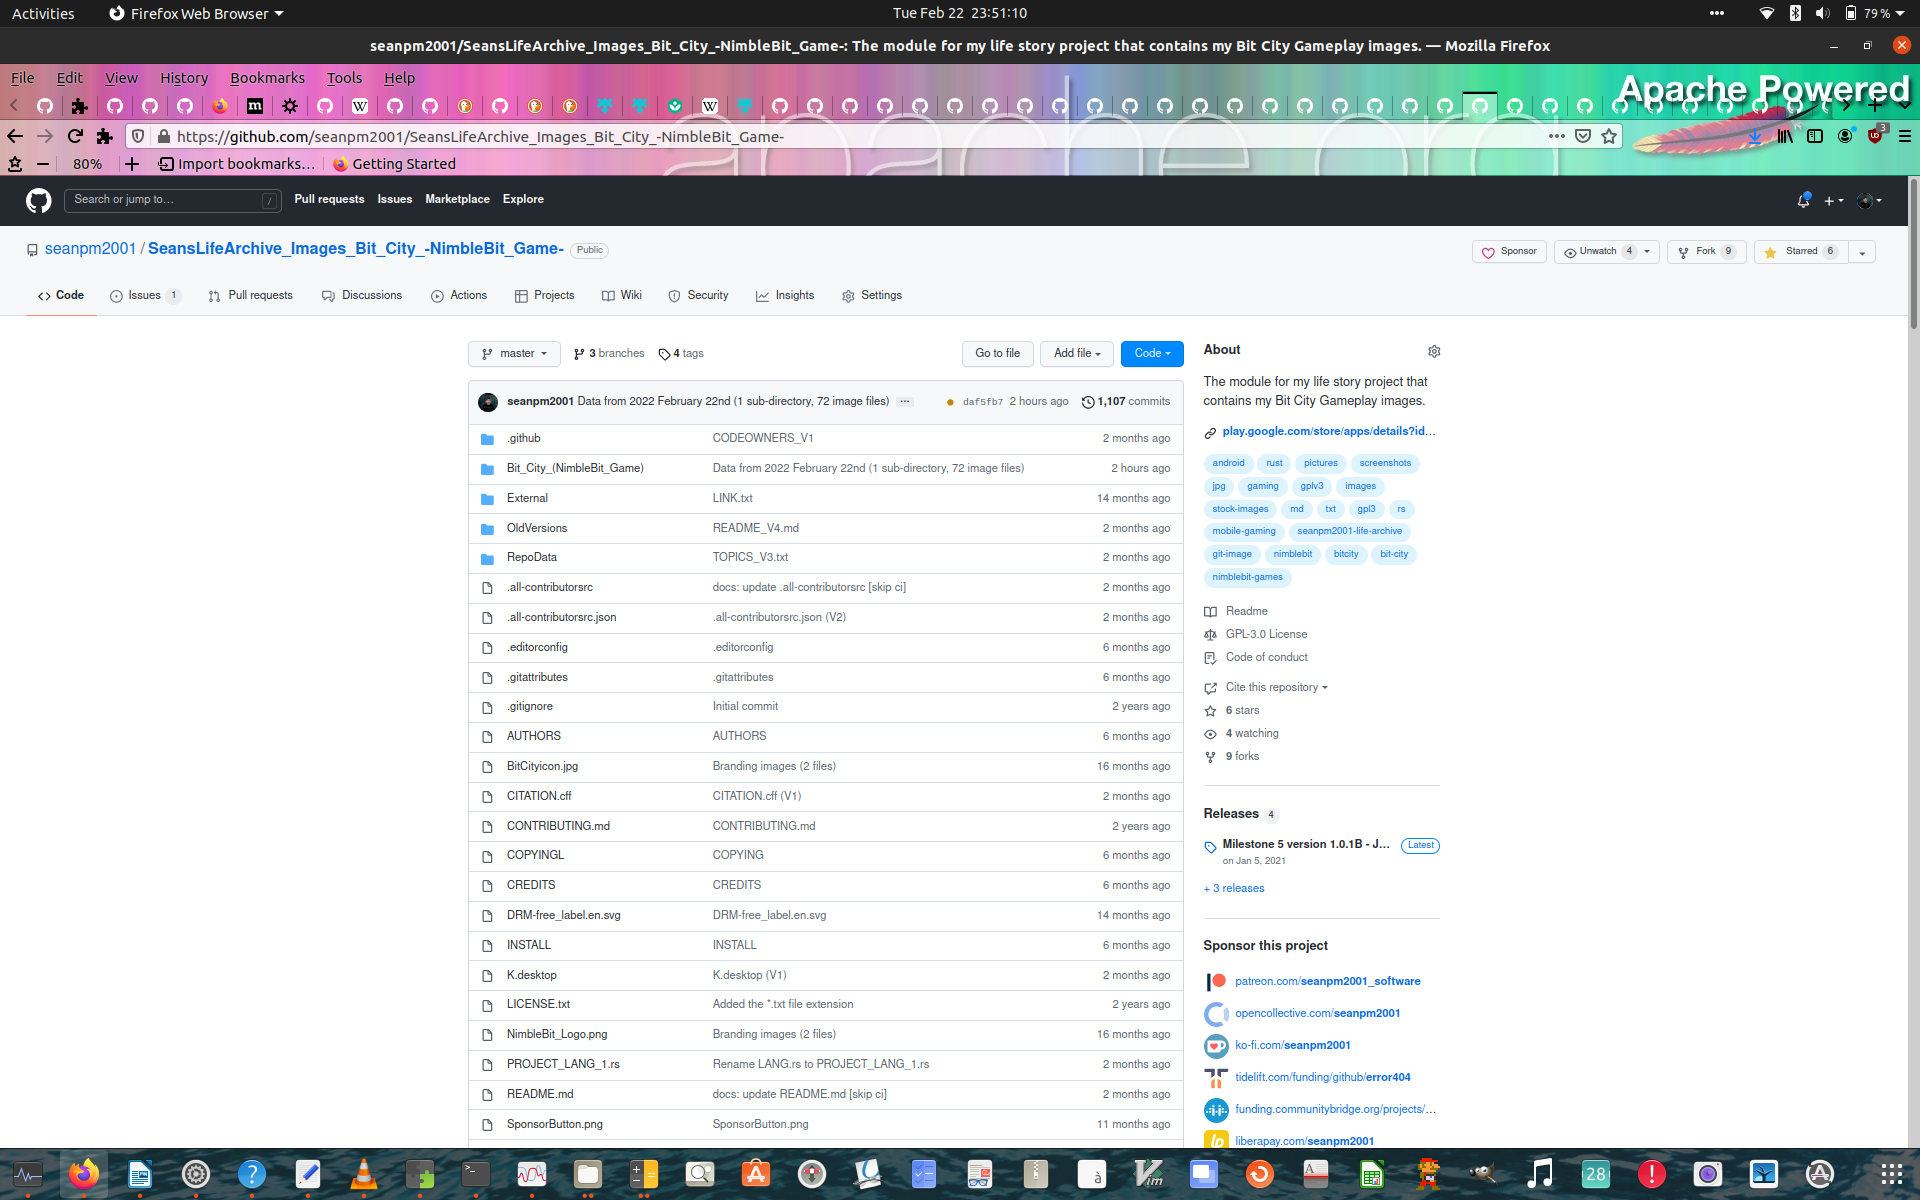 Activities Firefox Web Browser Tue Feb 22 23:51:10 79 %
seanpm2001/SeansLifeArchive_Images_Bit_City_-NimbleBit_Game-: The module for my life story project that contains my Bit City Gameplay images. — Mozilla Firefox
File Edit View History Bookmarks Tools Help
Apache Powered
https://github.com/seanpm2001/SeansLifeArchive_Images_Bit_City_-NimbleBit_Game- 3
80% Import bookmarks… Getting Started
Search or jump to… / Pull requests Issues Marketplace Explore
seanpm2001 / SeansLifeArchive_Images_Bit_City_-NimbleBit_Game- Public Sponsor Unwatch 4 Fork 9 Starred 6
Code Issues 1 Pull requests Discussions Actions Projects Wiki Security Insights Settings
master 3 branches 4 tags Go to file Add file Code
seanpm2001 Data from 2022 February 22nd (1 sub-directory, 72 image files) ... daf5fb7 2 hours ago 1,107 commits
.github CODEOWNERS_V1 2 months ago
Bit_City_(NimbleBit_Game) Data from 2022 February 22nd (1 sub-directory, 72 image files) 2 hours ago
External LINK.txt 14 months ago
OldVersions README_V4.md 2 months ago
RepoData TOPICS_V3.txt 2 months ago
.all-contributorsrc docs: update .all-contributorsrc [skip ci] 2 months ago
.all-contributorsrc.json .all-contributorsrc.json (V2) 2 months ago
.editorconfig .editorconfig 6 months ago
.gitattributes .gitattributes 6 months ago
.gitignore Initial commit 2 years ago
AUTHORS AUTHORS 6 months ago
BitCityicon.jpg Branding images (2 files) 16 months ago
CITATION.cff CITATION.cff (V1) 2 months ago
CONTRIBUTING.md CONTRIBUTING.md 2 years ago
COPYINGL COPYING 6 months ago
CREDITS CREDITS 6 months ago
DRM-free_label.en.svg DRM-free_label.en.svg 14 months ago
INSTALL INSTALL 6 months ago
K.desktop K.desktop (V1) 2 months ago
LICENSE.txt Added the *.txt file extension 2 years ago
NimbleBit_Logo.png Branding images (2 files) 16 months ago
PROJECT_LANG_1.rs Rename LANG.rs to PROJECT_LANG_1.rs 2 months ago
README.md docs: update README.md [skip ci] 2 months ago
SponsorButton.png SponsorButton.png 11 months ago
About
The module for my life story project that
contains my Bit City Gameplay images.
play.google.com/store/apps/details?id…
android rust pictures screenshots
jpg gaming gplv3 images
stock-images md txt gpl3 rs
mobile-gaming seanpm2001-life-archive
git-image nimblebit bitcity bit-city
nimblebit-games
Readme
GPL-3.0 License
Code of conduct
Cite this repository
6 stars
4 watching
9 forks
Releases 4
Milestone 5 version 1.0.1B - J… Latest
on Jan 5, 2021
+ 3 releases
Sponsor this project
patreon.com/seanpm2001_software
opencollective.com/seanpm2001
ko-fi.com/seanpm2001
tidelift.com/funding/github/error404
funding.communitybridge.org/projects/…
liberapay.com/seanpm2001
28